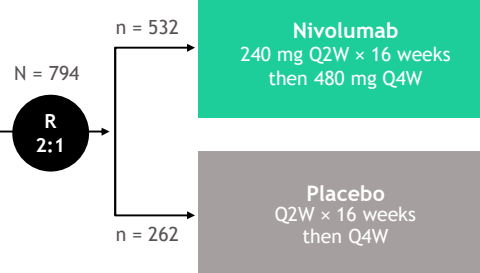 N = 794
R
2:1
n = 532
Nivolumab
240 mg Q2W × 16 weeks
then 480 mg Q4W
n = 262
Placebo
Q2W × 16 weeks
then Q4W